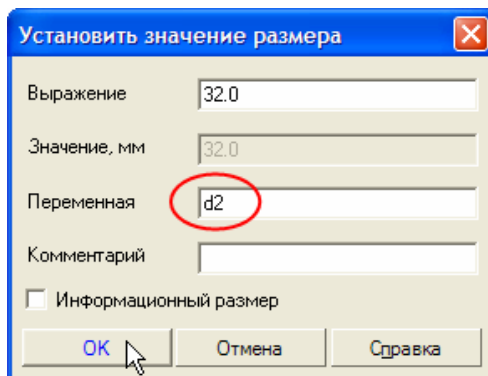 Установить значение размера
Выражение 32.0
Значение, мм 32.0
Переменная d2
Комментарий
Информационный размер
OK Отмена Справка